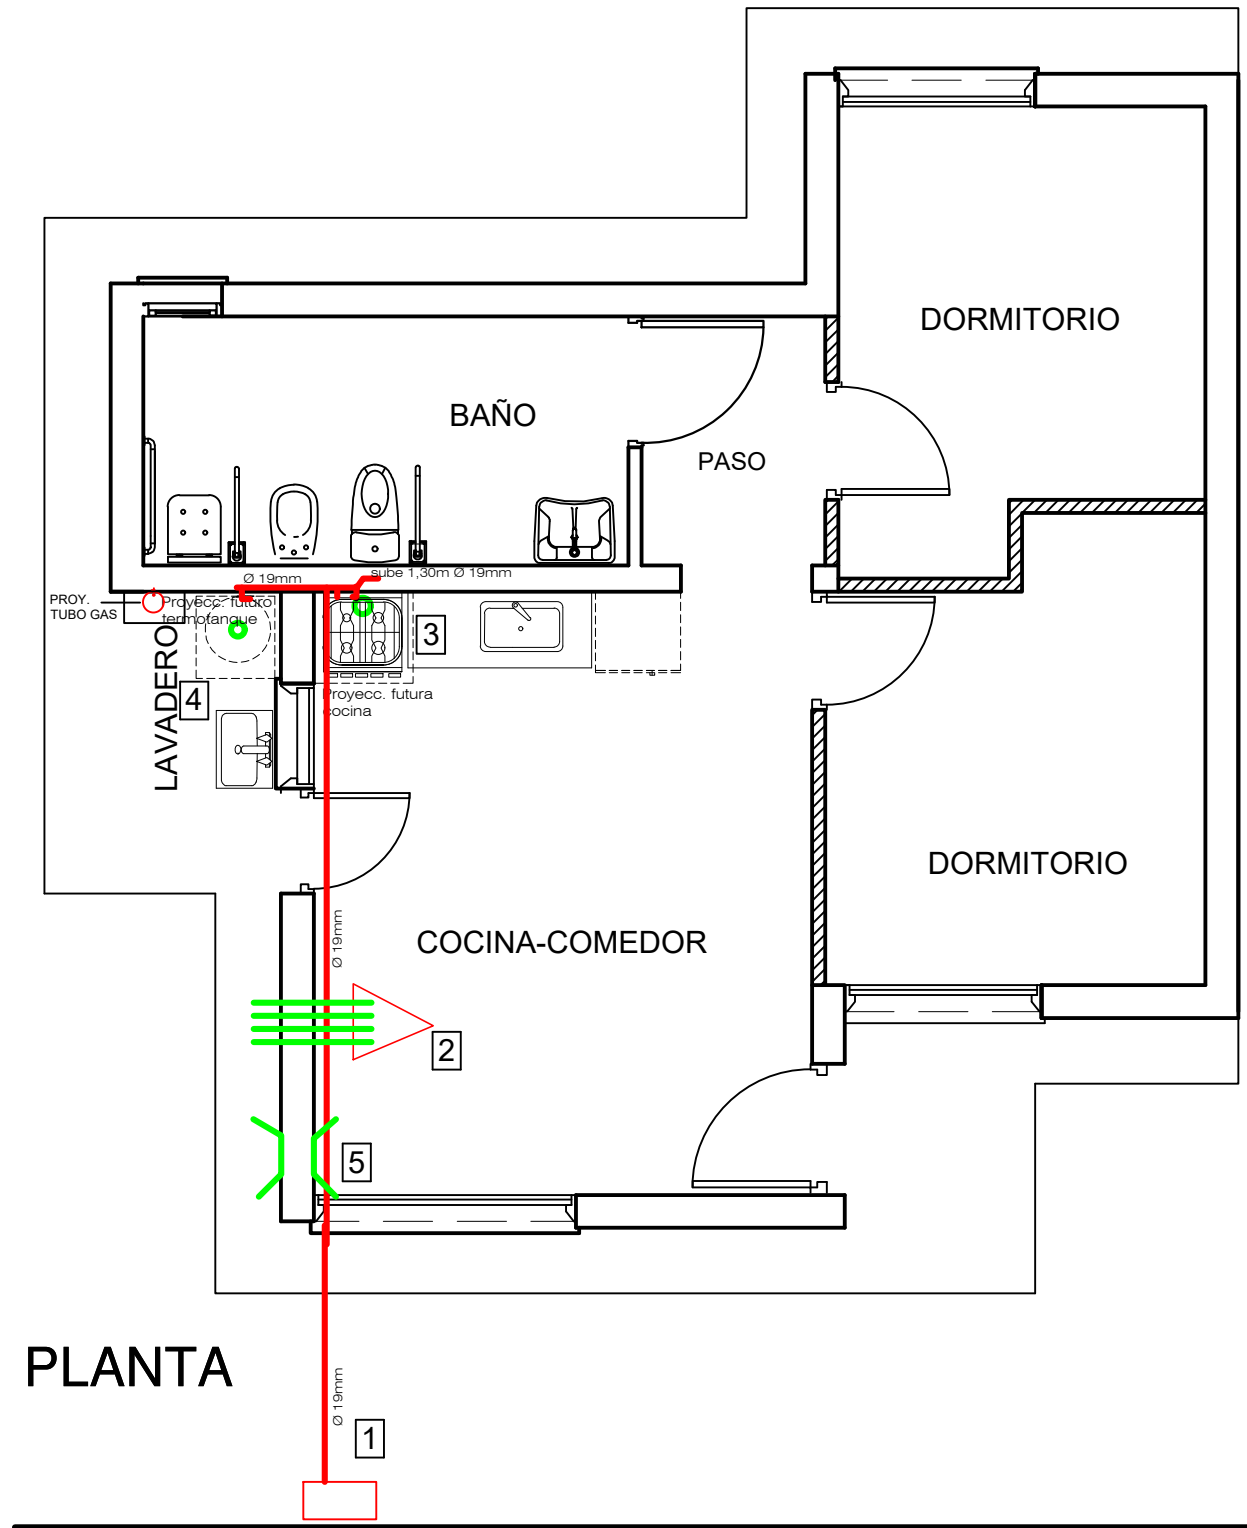 DORMITORIO
BAÑO
PASO
Ø 19mm
sube 1,30m Ø 19mm
PROY.
TUBO GAS
Proyecc. futuro
termotanque
3
4
LAVADERO
Proyecc. futura
cocina
DORMITORIO
COCINA-COMEDOR
Ø 19mm
2
5
PLANTA
Ø 19mm
1